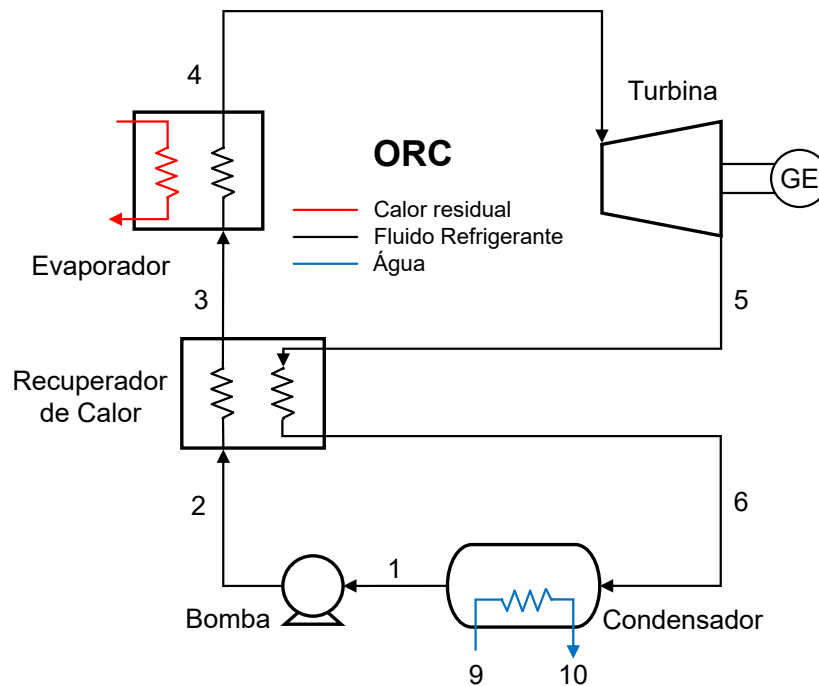 4
Turbina
ORC
GE
Calor residual
Fluido Refrigerante
Água
Evaporador
3
5
Recuperador
de Calor
2
6
1
Bomba
Condensador
9
10